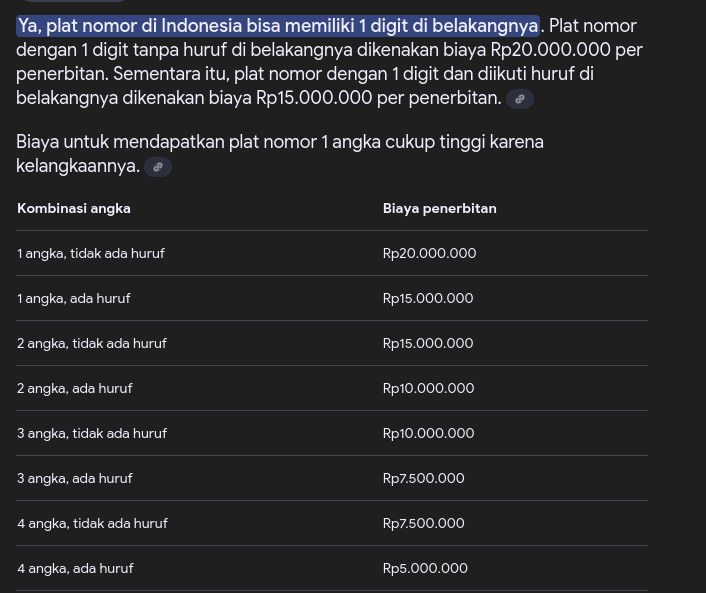 Ya, plat nomor di Indonesia bisa memiliki 1 digit di belakangnya. Plat nomor
dengan 1 digit tanpa huruf di belakangnya dikenakan biaya Rp20.000.000 per
penerbitan. Sementara itu, plat nomor dengan 1 digit dan diikuti huruf di
belakangnya dikenakan biaya Rp15.000.000 per penerbitan.
Biaya untuk mendapatkan plat nomor 1 angka cukup tinggi karena
kelangkaannya.
Kombinasi angka Biaya penerbitan
1 angka, tidak ada huruf Rp20.000.000
1 angka, ada huruf Rp15.000.000
2 angka, tidak ada huruf Rp15.000.000
2 angka, ada huruf Rp10.000.000
3 angka, tidak ada huruf Rp10.000.000
3 angka, ada huruf Rp7.500.000
4 angka, tidak ada huruf Rp7.500.000
4 angka, ada huruf Rp5.000.000